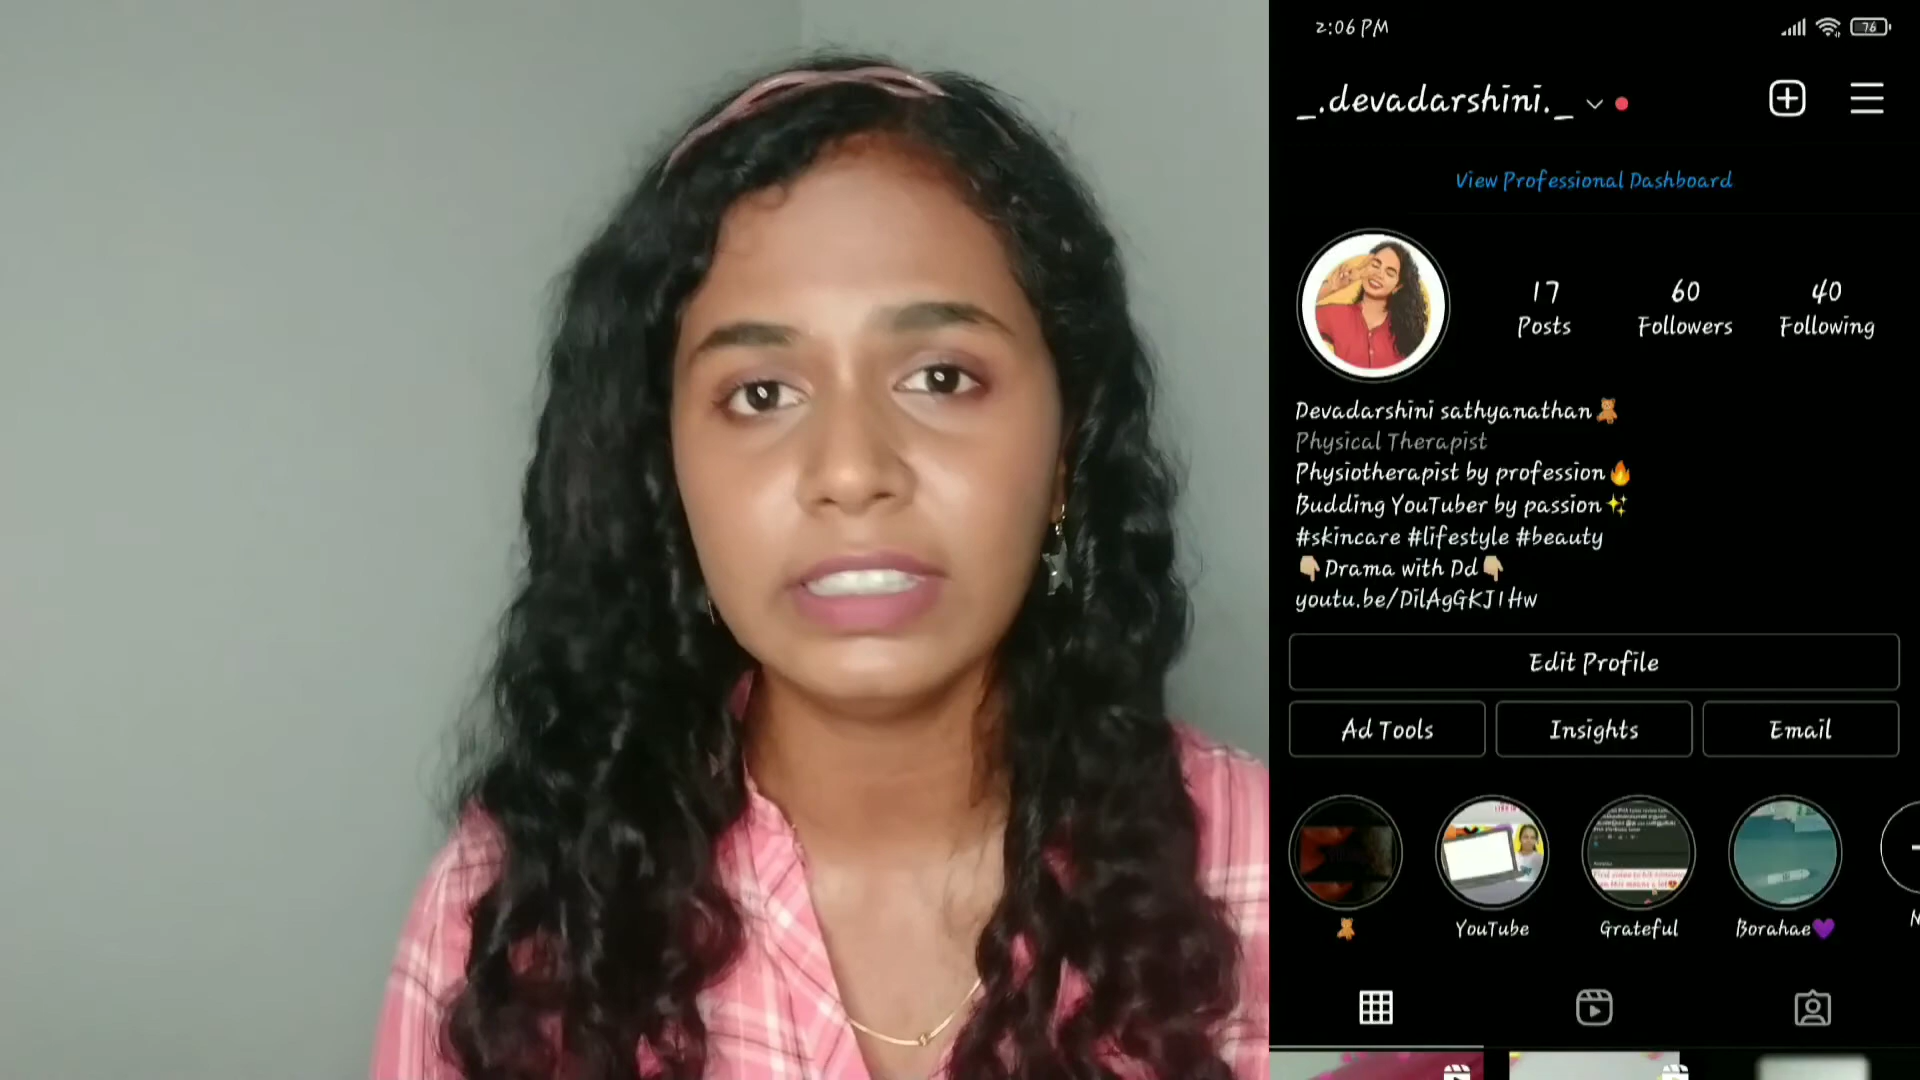 2:06 PM
76
_.devadarshini._
View Professional Dashboard
17
Posts
60
Followers
40
Following
Devadarshini sathyanathan🧸
Physical Therapist
Physiotherapist by profession🔥
Budding YouTuber by passion✨
#skincare #lifestyle #beauty
👇🏼Drama with Dd👇🏼
youtu.be/DilAgGKJ1Hw
Edit Profile
Ad Tools
Insights
Email
🧸
YouTube
Grateful
Borahae💜